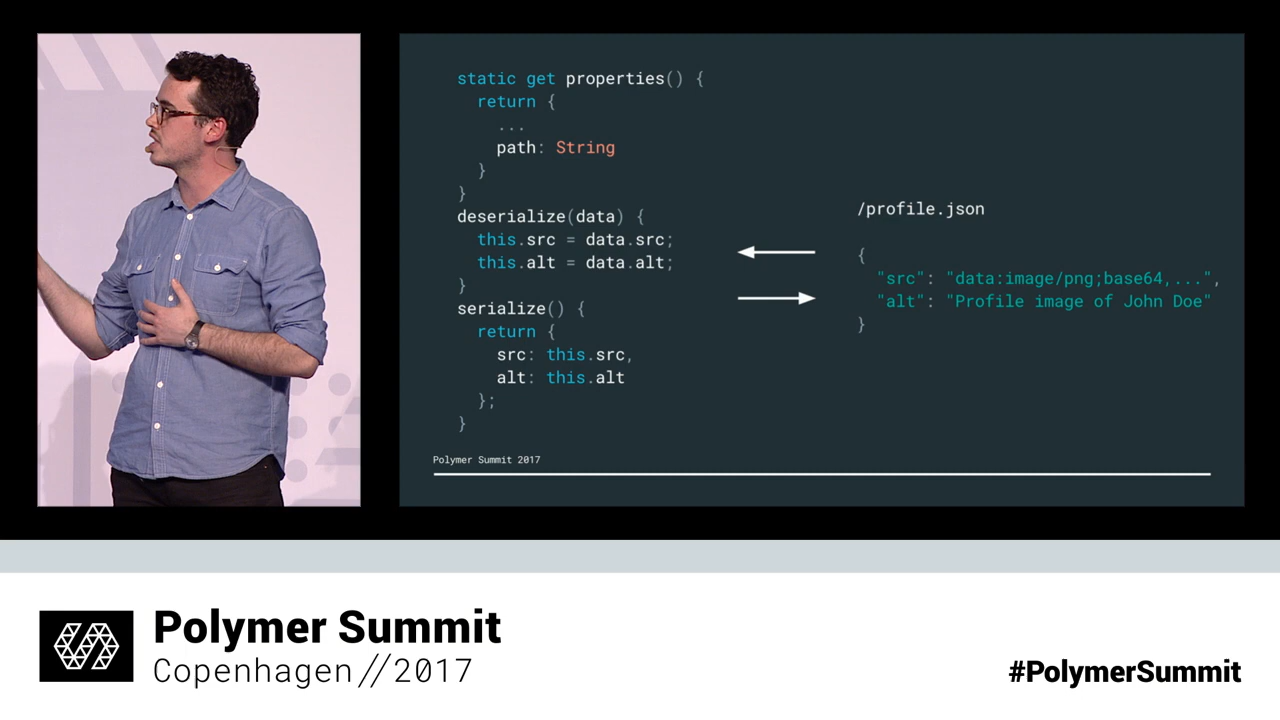 static get properties() {
return {
...
path: String
}
}
deserialize(data) {
this.src = data.src;
this.alt = data.alt;
}
serialize() {
return {
src: this.src,
alt: this.alt
};
}
/profile.json
{
"src": "data:image/png;base64,...",
"alt": "Profile image of John Doe"
}
Polymer Summit 2017
Polymer Summit
Copenhagen//2017
#PolymerSummit